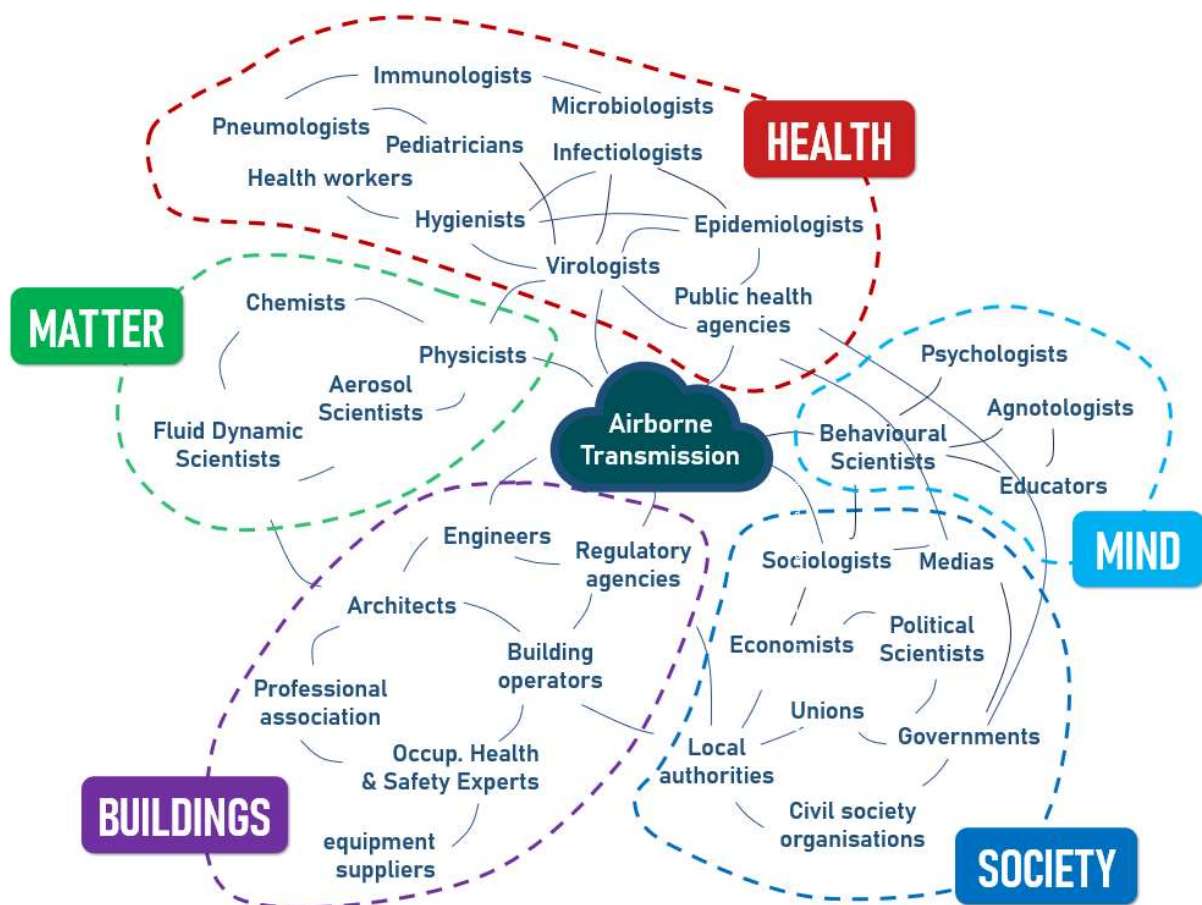 Immunologists
Microbiologists
Pneumologists
Pediatricians
Infectiologists
Health workers
Hygienists
Epidemiologists
Virologists
Public health
agencies
HEALTH
MATTER
Chemists
Physicists
Aerosol
Scientists
Fluid Dynamic
Scientists
Airborne
Transmission
Psychologists
Agnotologists
Behavioural
Scientists
Educators
MIND
Engineers
Regulatory
agencies
Architects
Building
operators
Professional
association
Occup. Health
& Safety Experts
equipment
suppliers
BUILDINGS
Sociologists
Medias
Economists
Political
Scientists
Unions
Governments
Local
authorities
Civil society
organisations
SOCIETY